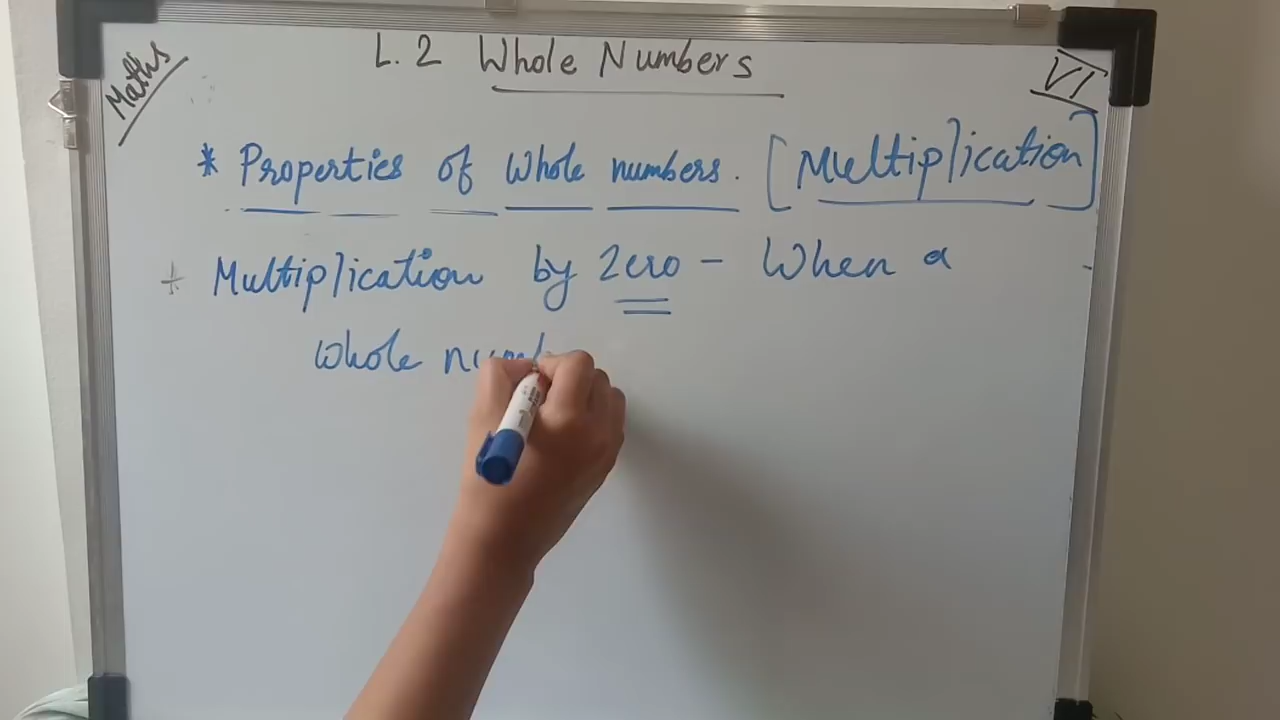 Maths
L.2 Whole Numbers
VI
* Properties of Whole numbers. [Multiplication]
+ Multiplication by Zero - When a
whole